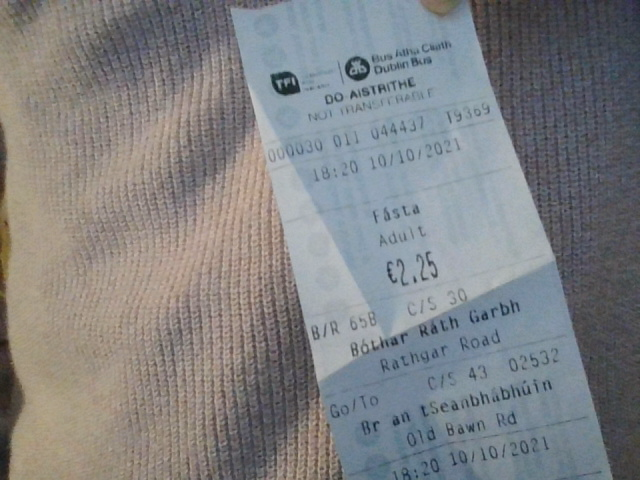 TFI
Bus Átha Cliath
Dublin Bus
DO-AISTRITHE
NOT TRANSFERABLE
000030 011 044437 T9369
18:20 10/10/2021
Fásta
Adult
€2.25
B/R 65B C/S 30
Bóthar Ráth Garbh
Rathgar Road
Go/To C/S 43 02532
Br an tSeanbhábhúin
Old Bawn Rd
18:20 10/10/2021